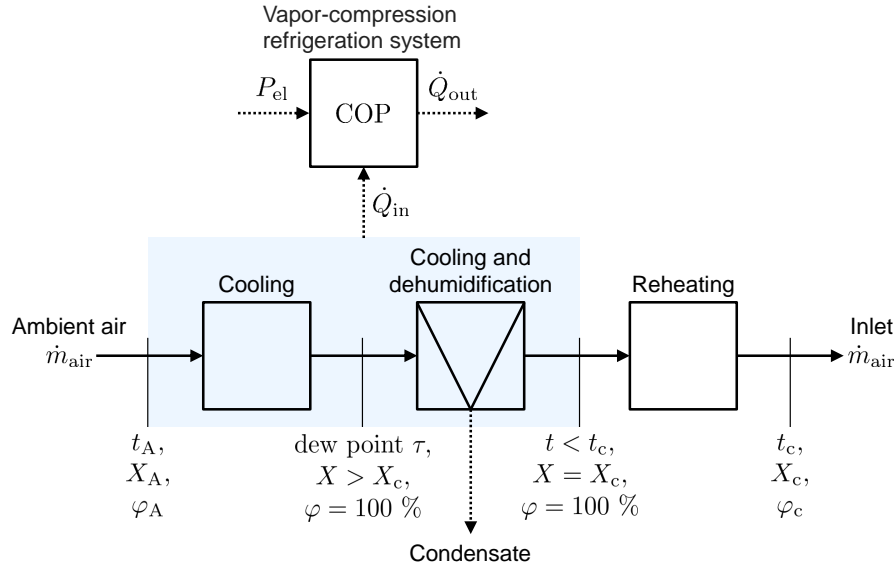 Vapor-compression
refrigeration system
P_el
COP
Q̇_out
Q̇_in
Cooling
Cooling and
dehumidification
Reheating
Ambient air
ṁ_air
Inlet
ṁ_air
t_A,
X_A,
φ_A
dew point τ,
X > X_c,
φ = 100 %
t < t_c,
X = X_c,
φ = 100 %
t_c,
X_c,
φ_c
Condensate